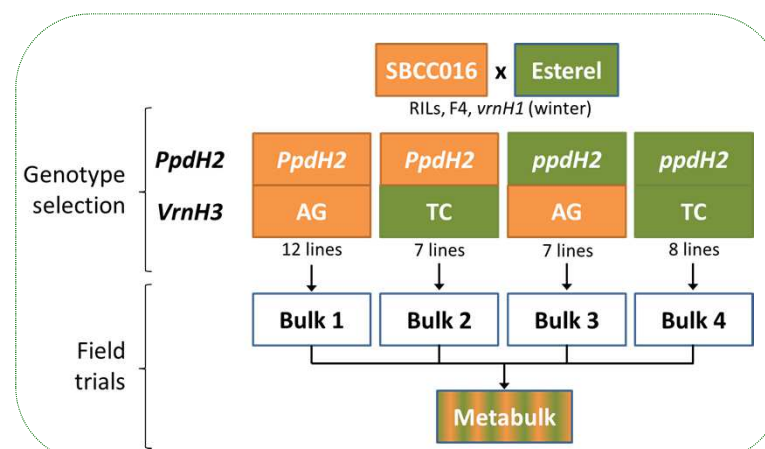 SBCC016 x Esterel
RILs, F4, vrnH1 (winter)
Genotype selection
PpdH2 PpdH2 PpdH2 ppdH2 ppdH2
VrnH3 AG TC AG TC
12 lines 7 lines 7 lines 8 lines
Field trials
Bulk 1 Bulk 2 Bulk 3 Bulk 4
Metabulk